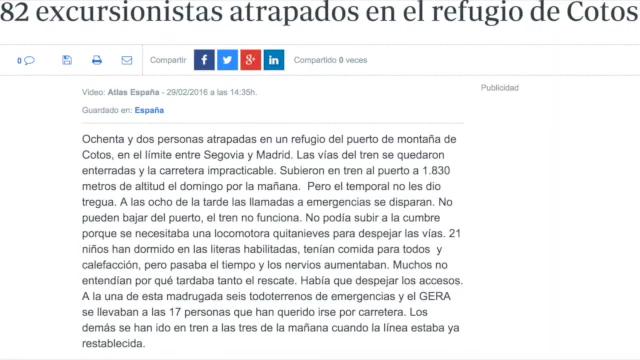 82 excursionistas atrapados en el refugio de Cotos
0
Compartir
f
g+
in
Compartido 0 veces
Vídeo: Atlas España - 29/02/2016 a las 14:35h.
Publicidad
Guardado en: España
Ochenta y dos personas atrapadas en un refugio del puerto de montaña de
Cotos, en el límite entre Segovia y Madrid. Las vías del tren se quedaron
enterradas y la carretera impracticable. Subieron en tren al puerto a 1.830
metros de altitud el domingo por la mañana. Pero el temporal no les dio
tregua. A las ocho de la tarde las llamadas a emergencias se disparan. No
pueden bajar del puerto, el tren no funciona. No podía subir a la cumbre
porque se necesitaba una locomotora quitanieves para despejar las vías. 21
niños han dormido en las literas habilitadas, tenían comida para todos y
calefacción, pero pasaba el tiempo y los nervios aumentaban. Muchos no
entendían por qué tardaba tanto el rescate. Había que despejar los accesos.
A la una de esta madrugada seis todoterrenos de emergencias y el GERA
se llevaban a las 17 personas que han querido irse por carretera. Los
demás se han ido en tren a las tres de la mañana cuando la línea estaba ya
restablecida.